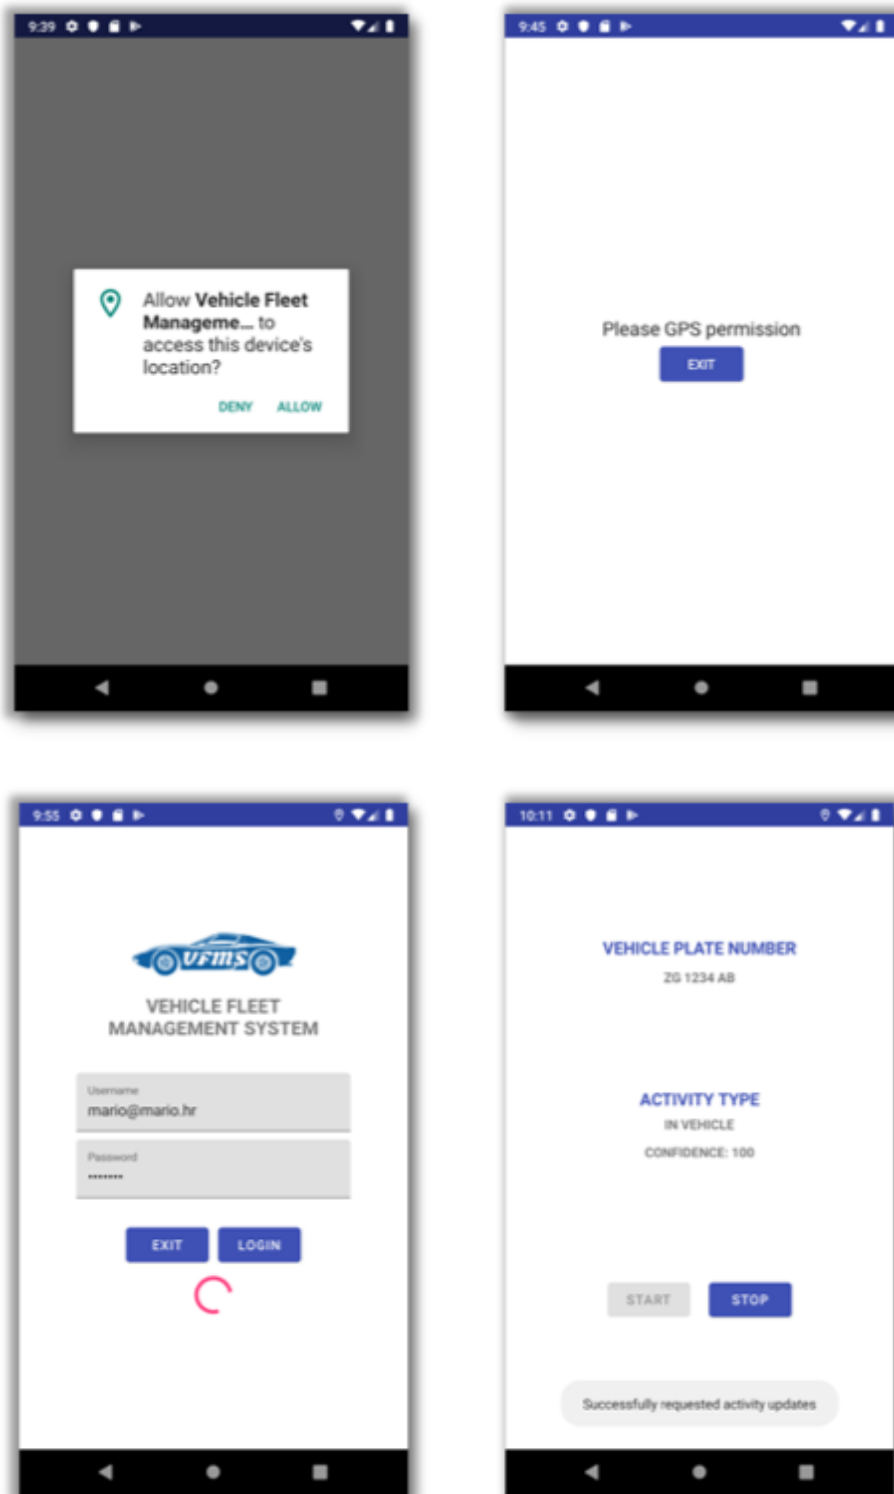 9:39
Allow Vehicle Fleet
Manageme... to
access this device's
location?
DENY ALLOW
9:45
Please GPS permission
EXIT
9:55
VFMS
VEHICLE FLEET
MANAGEMENT SYSTEM
Username
mario@mario.hr
Password
•••••••
EXIT LOGIN
10:11
VEHICLE PLATE NUMBER
ZG 1234 AB
ACTIVITY TYPE
IN VEHICLE
CONFIDENCE: 100
START STOP
Successfully requested activity updates